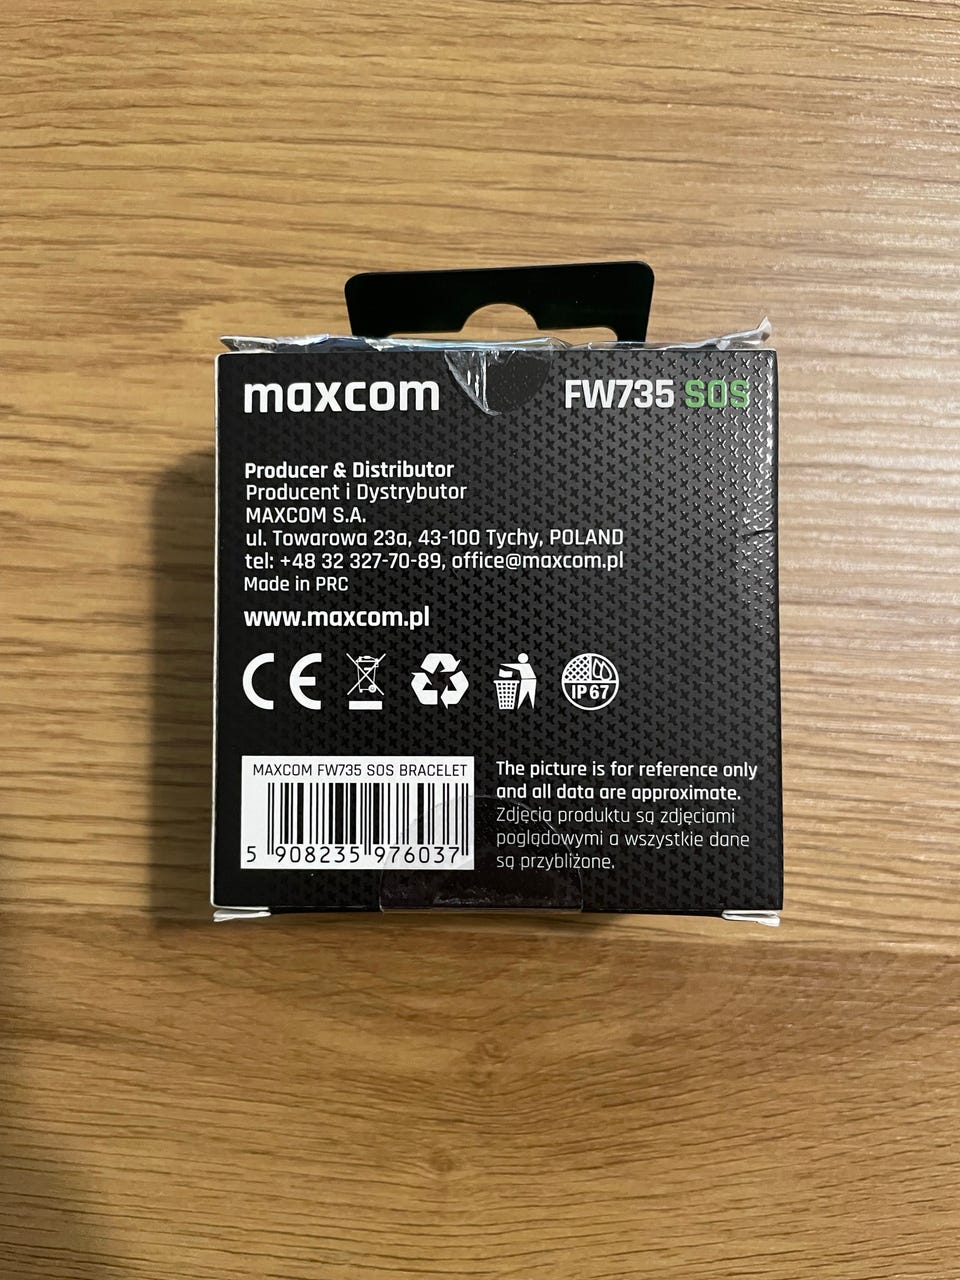 maxcom FW735 SOS
Producer & Distributor
Producent i Dystrybutor
MAXCOM S.A.
ul. Towarowa 23a, 43-100 Tychy, POLAND
tel: +48 32 327-70-89, office@maxcom.pl
Made in PRC
www.maxcom.pl
CE
IP 67
MAXCOM FW735 SOS BRACELET
5 908235 976037
The picture is for reference only
and all data are approximate.
Zdjęcia produktu są zdjęciami
poglądowymi a wszystkie dane
są przybliżone.